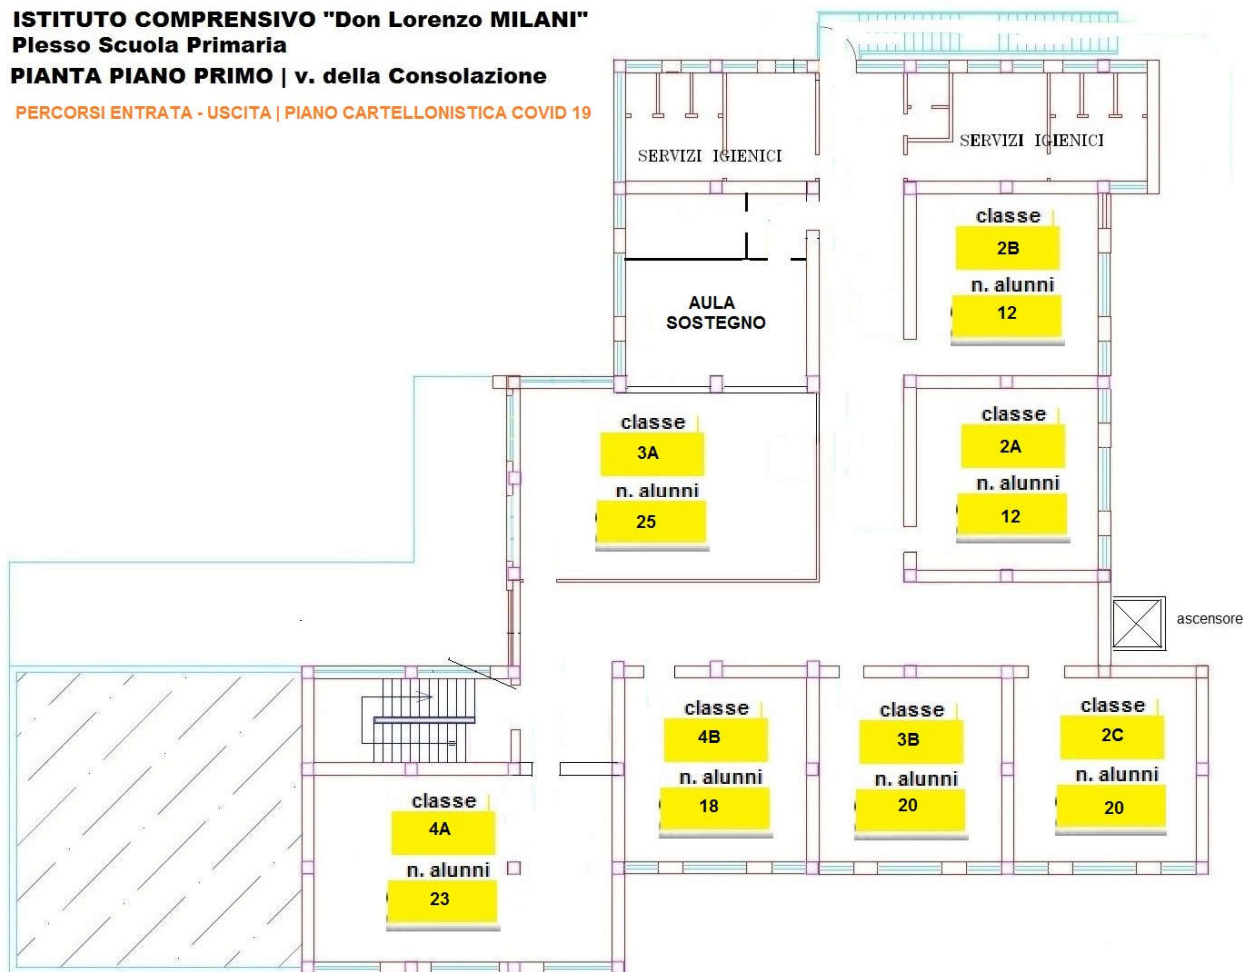 ISTITUTO COMPRENSIVO "Don Lorenzo MILANI"
Plesso Scuola Primaria
PIANTA PIANO PRIMO | v. della Consolazione
PERCORSI ENTRATA - USCITA | PIANO CARTELLONISTICA COVID 19
SERVIZI IGIENICI
SERVIZI IGIENICI
classe
2B
n. alunni
12
AULA
SOSTEGNO
classe
3A
n. alunni
25
classe
2A
n. alunni
12
ascensore
classe
4B
n. alunni
18
classe
3B
n. alunni
20
classe
2C
n. alunni
20
classe
4A
n. alunni
23